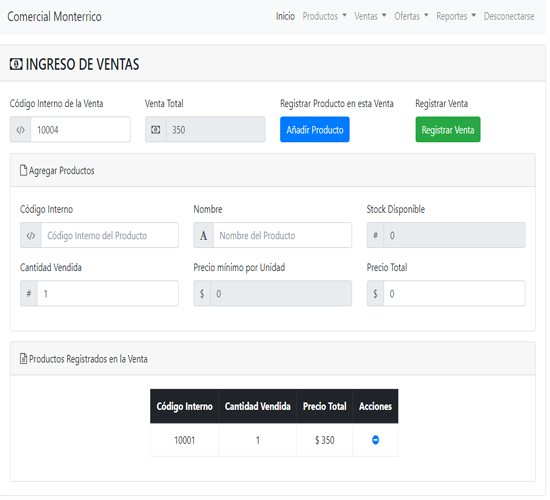 Comercial Monterrico
Inicio Productos Ventas Ofertas Reportes Desconectarse
INGRESO DE VENTAS
Código Interno de la Venta Venta Total Registrar Producto en esta Venta Registrar Venta
</> 10004 350 Añadir Producto Registrar Venta
Agregar Productos
Código Interno Nombre Stock Disponible
</> Código Interno del Producto A Nombre del Producto # 0
Cantidad Vendida Precio mínimo por Unidad Precio Total
# 1 $ 0 $ 0
Productos Registrados en la Venta
Código Interno Cantidad Vendida Precio Total Acciones
10001 1 $ 350